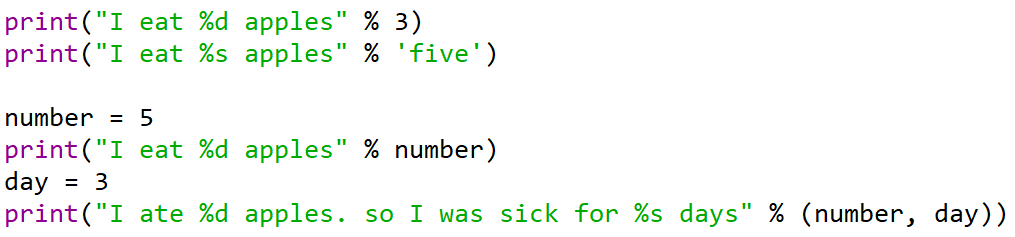 print("I eat %d apples" % 3)
print("I eat %s apples" % 'five')
number = 5
print("I eat %d apples" % number)
day = 3
print("I ate %d apples. so I was sick for %s days" % (number, day))